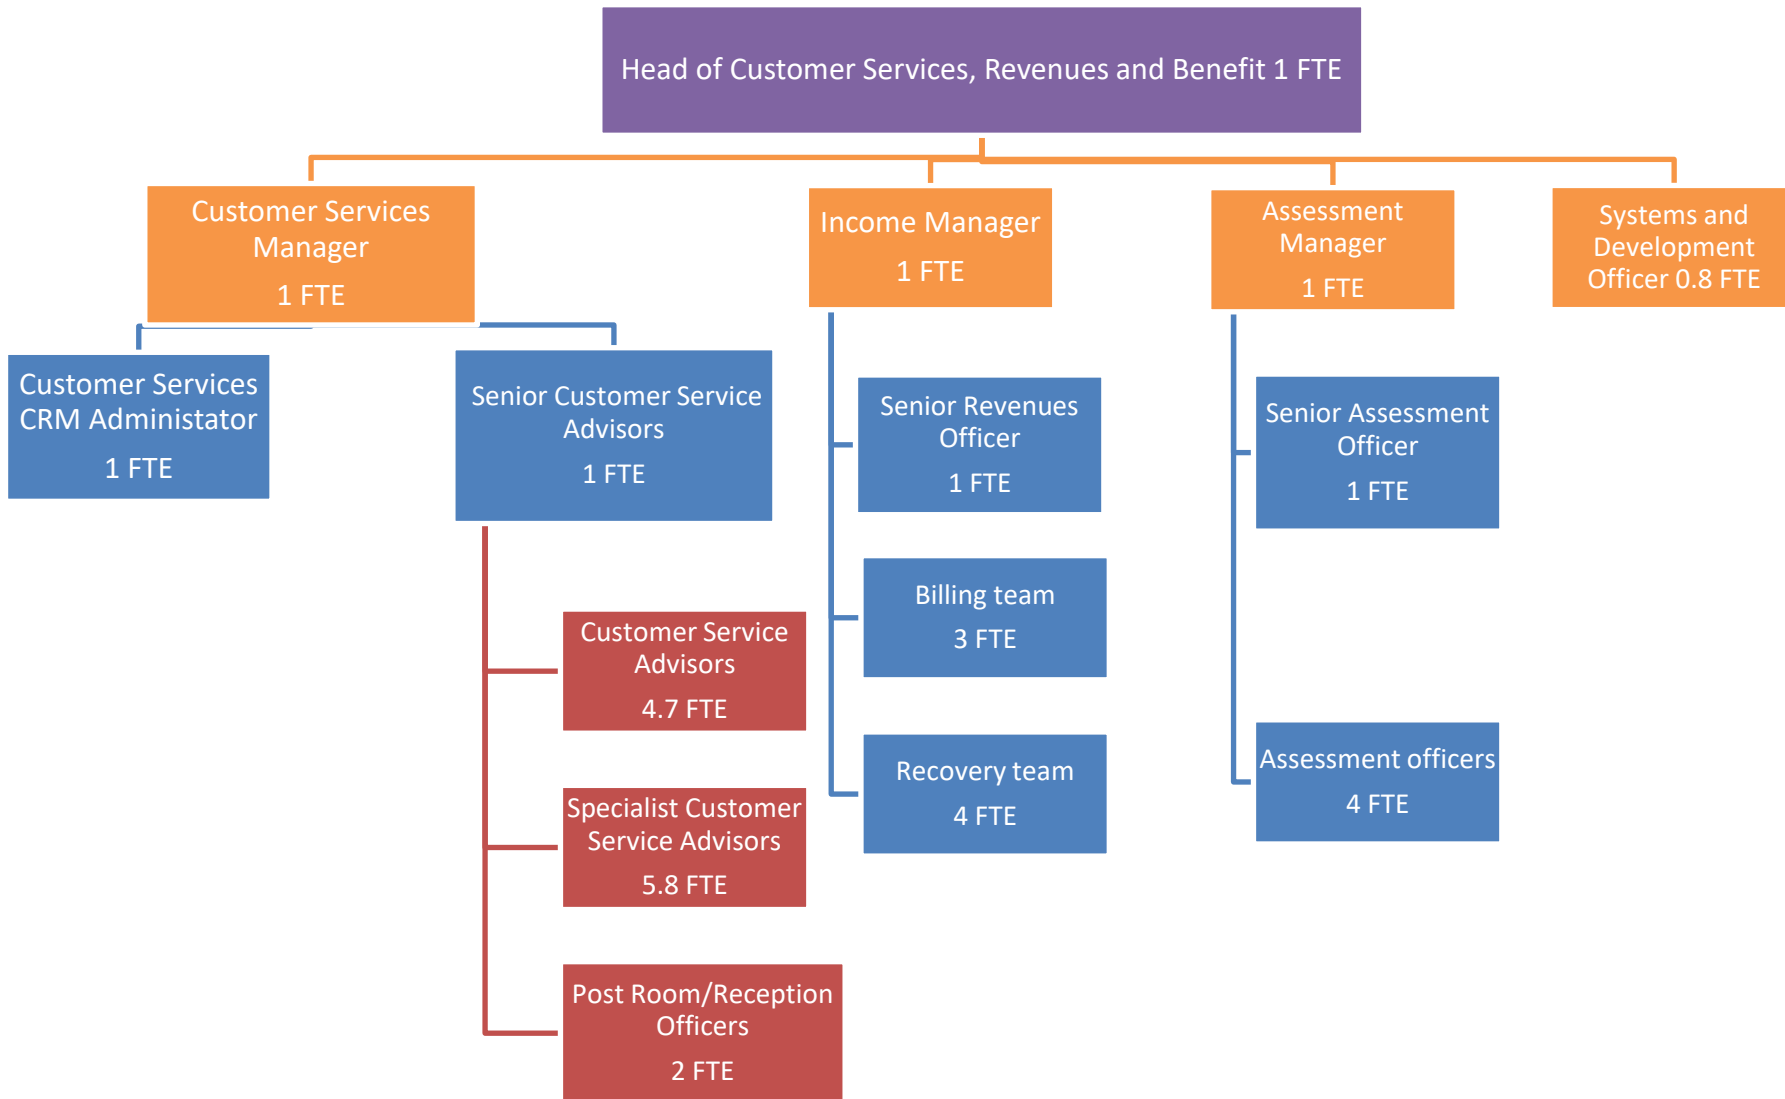 Head of Customer Services, Revenues and Benefit 1 FTE
Customer Services
Manager
1 FTE
Income Manager
1 FTE
Assessment
Manager
1 FTE
Systems and
Development
Officer 0.8 FTE
Customer Services
CRM Administator
1 FTE
Senior Customer Service
Advisors
1 FTE
Senior Revenues
Officer
1 FTE
Senior Assessment
Officer
1 FTE
Billing team
3 FTE
Customer Service
Advisors
4.7 FTE
Recovery team
4 FTE
Assessment officers
4 FTE
Specialist Customer
Service Advisors
5.8 FTE
Post Room/Reception
Officers
2 FTE